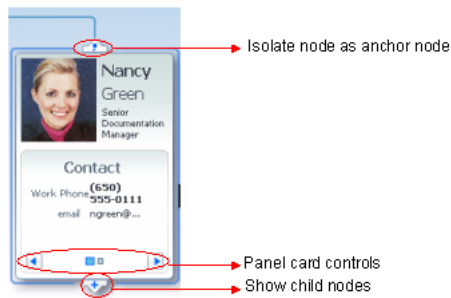 Isolate node as anchor node
Nancy
Green
Senior
Documentation
Manager
Contact
Work Phone (650)
555-0111
email ngreen@...
Panel card controls
Show child nodes